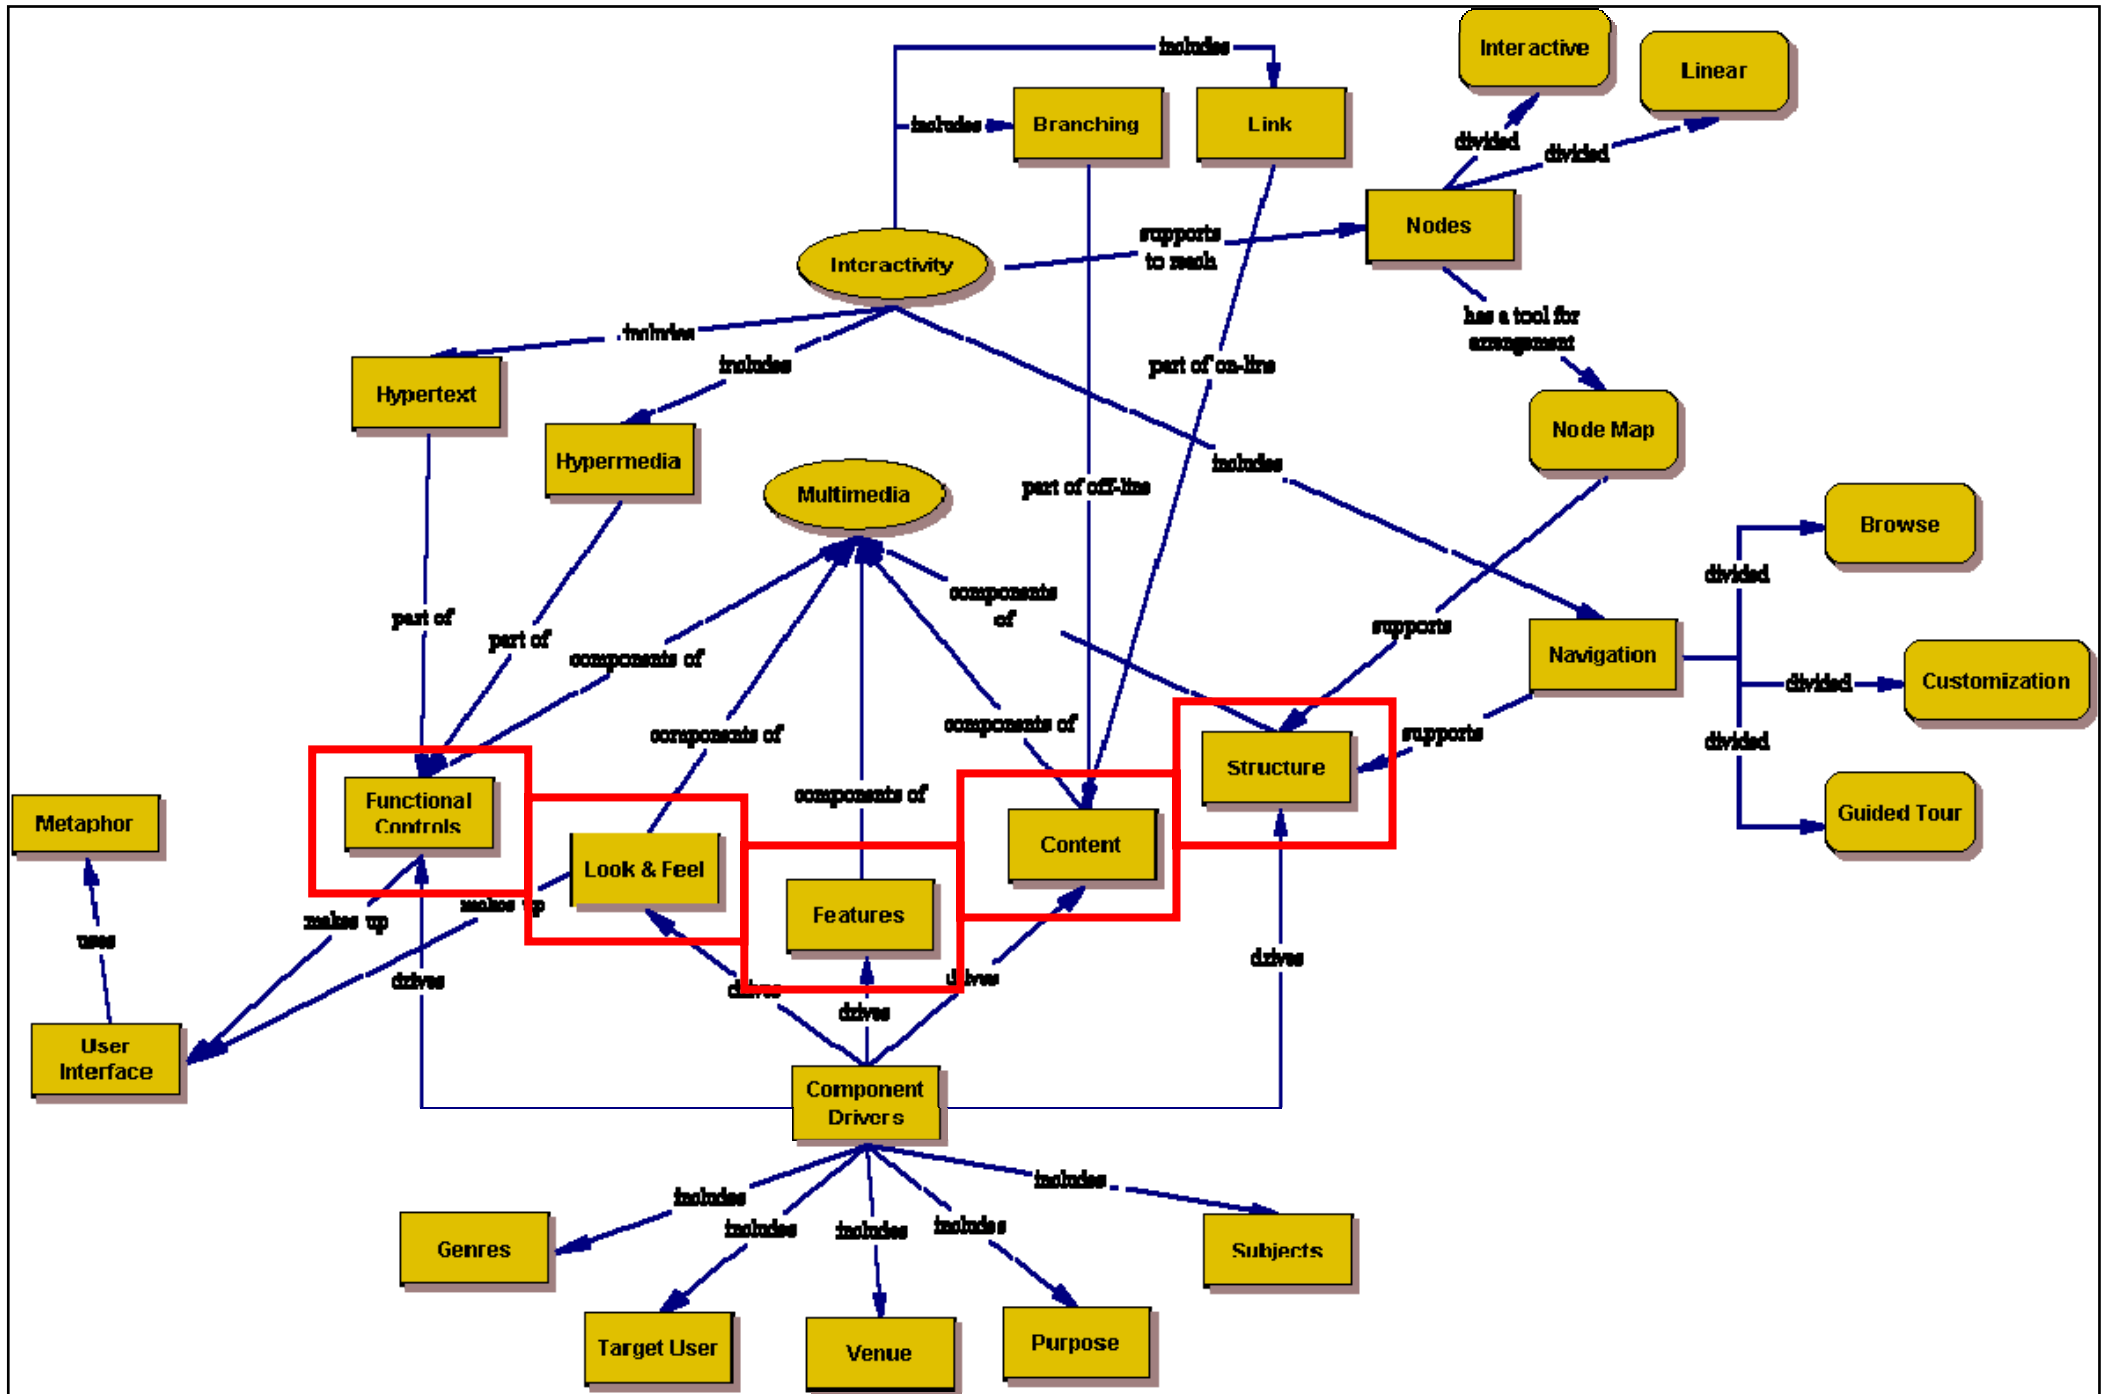 Interactive
includes
Linear
Branching
Link
includes
divided
divided
Nodes
supports
to reach
Interactivity
has a tool for
arrangement
includes
includes
part of on-line
Hypertext
Node Map
Hypermedia
includes
Multimedia
part of off-line
Browse
divided
components
of
part of
supports
part of
components of
Navigation
Customization
divided
components of
components of
supports
divided
Structure
components of
Functional
Controls
Metaphor
Guided Tour
Content
Look & Feel
makes up
makes up
Features
uses
drives
drives
drives
drives
drives
User
Interface
Component
Drivers
includes
includes
includes
includes
includes
Genres
Subjects
Target User
Venue
Purpose